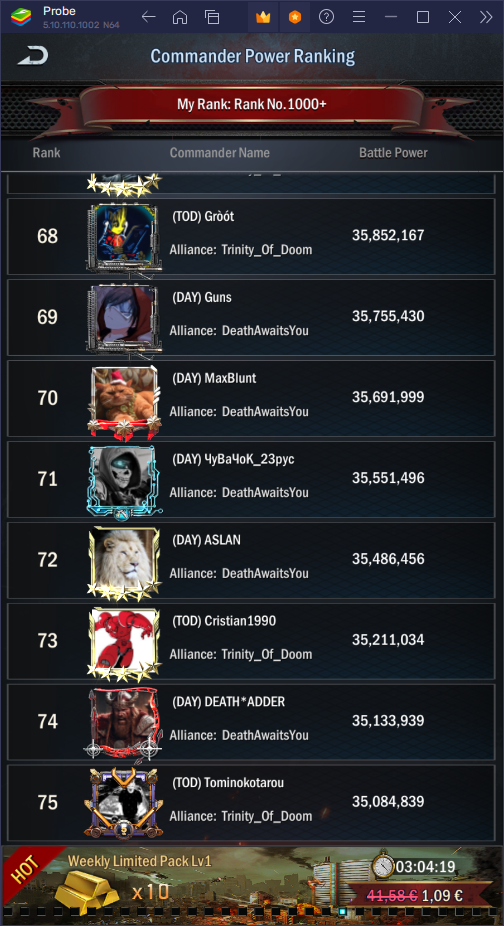 Probe
5.10.110.1002 N64
Commander Power Ranking
My Rank: Rank No.1000+
Rank Commander Name Battle Power
68 (TOD) Gròót 35,852,167
Alliance: Trinity_Of_Doom
69 (DAY) Guns 35,755,430
Alliance: DeathAwaitsYou
70 (DAY) MaxBlunt 35,691,999
Alliance: DeathAwaitsYou
71 (DAY) ЧуВаЧоК_23рус 35,551,496
Alliance: DeathAwaitsYou
72 (DAY) ASLAN 35,486,456
Alliance: DeathAwaitsYou
73 (TOD) Cristian1990 35,211,034
Alliance: Trinity_Of_Doom
74 (DAY) DEATH*ADDER 35,133,939
Alliance: DeathAwaitsYou
75 (TOD) Tominokotarou 35,084,839
Alliance: Trinity_Of_Doom
HOT
Weekly Limited Pack Lv1
x10
03:04:19
41,58 € 1,09 €